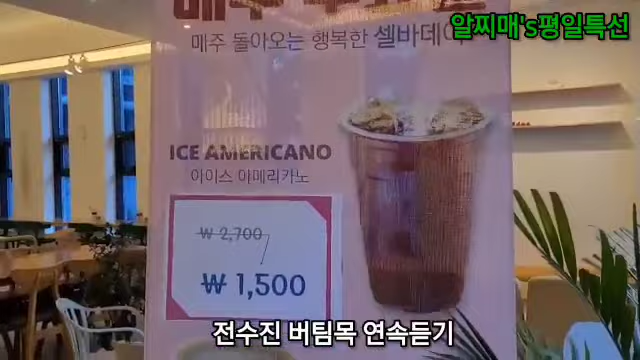 알찌매's평일특선
매주 돌아오는 행복한 셀바데이
ICE AMERICANO
아이스 아메리카노
₩ 2,700
₩ 1,500
전수진 버팀목 연속듣기